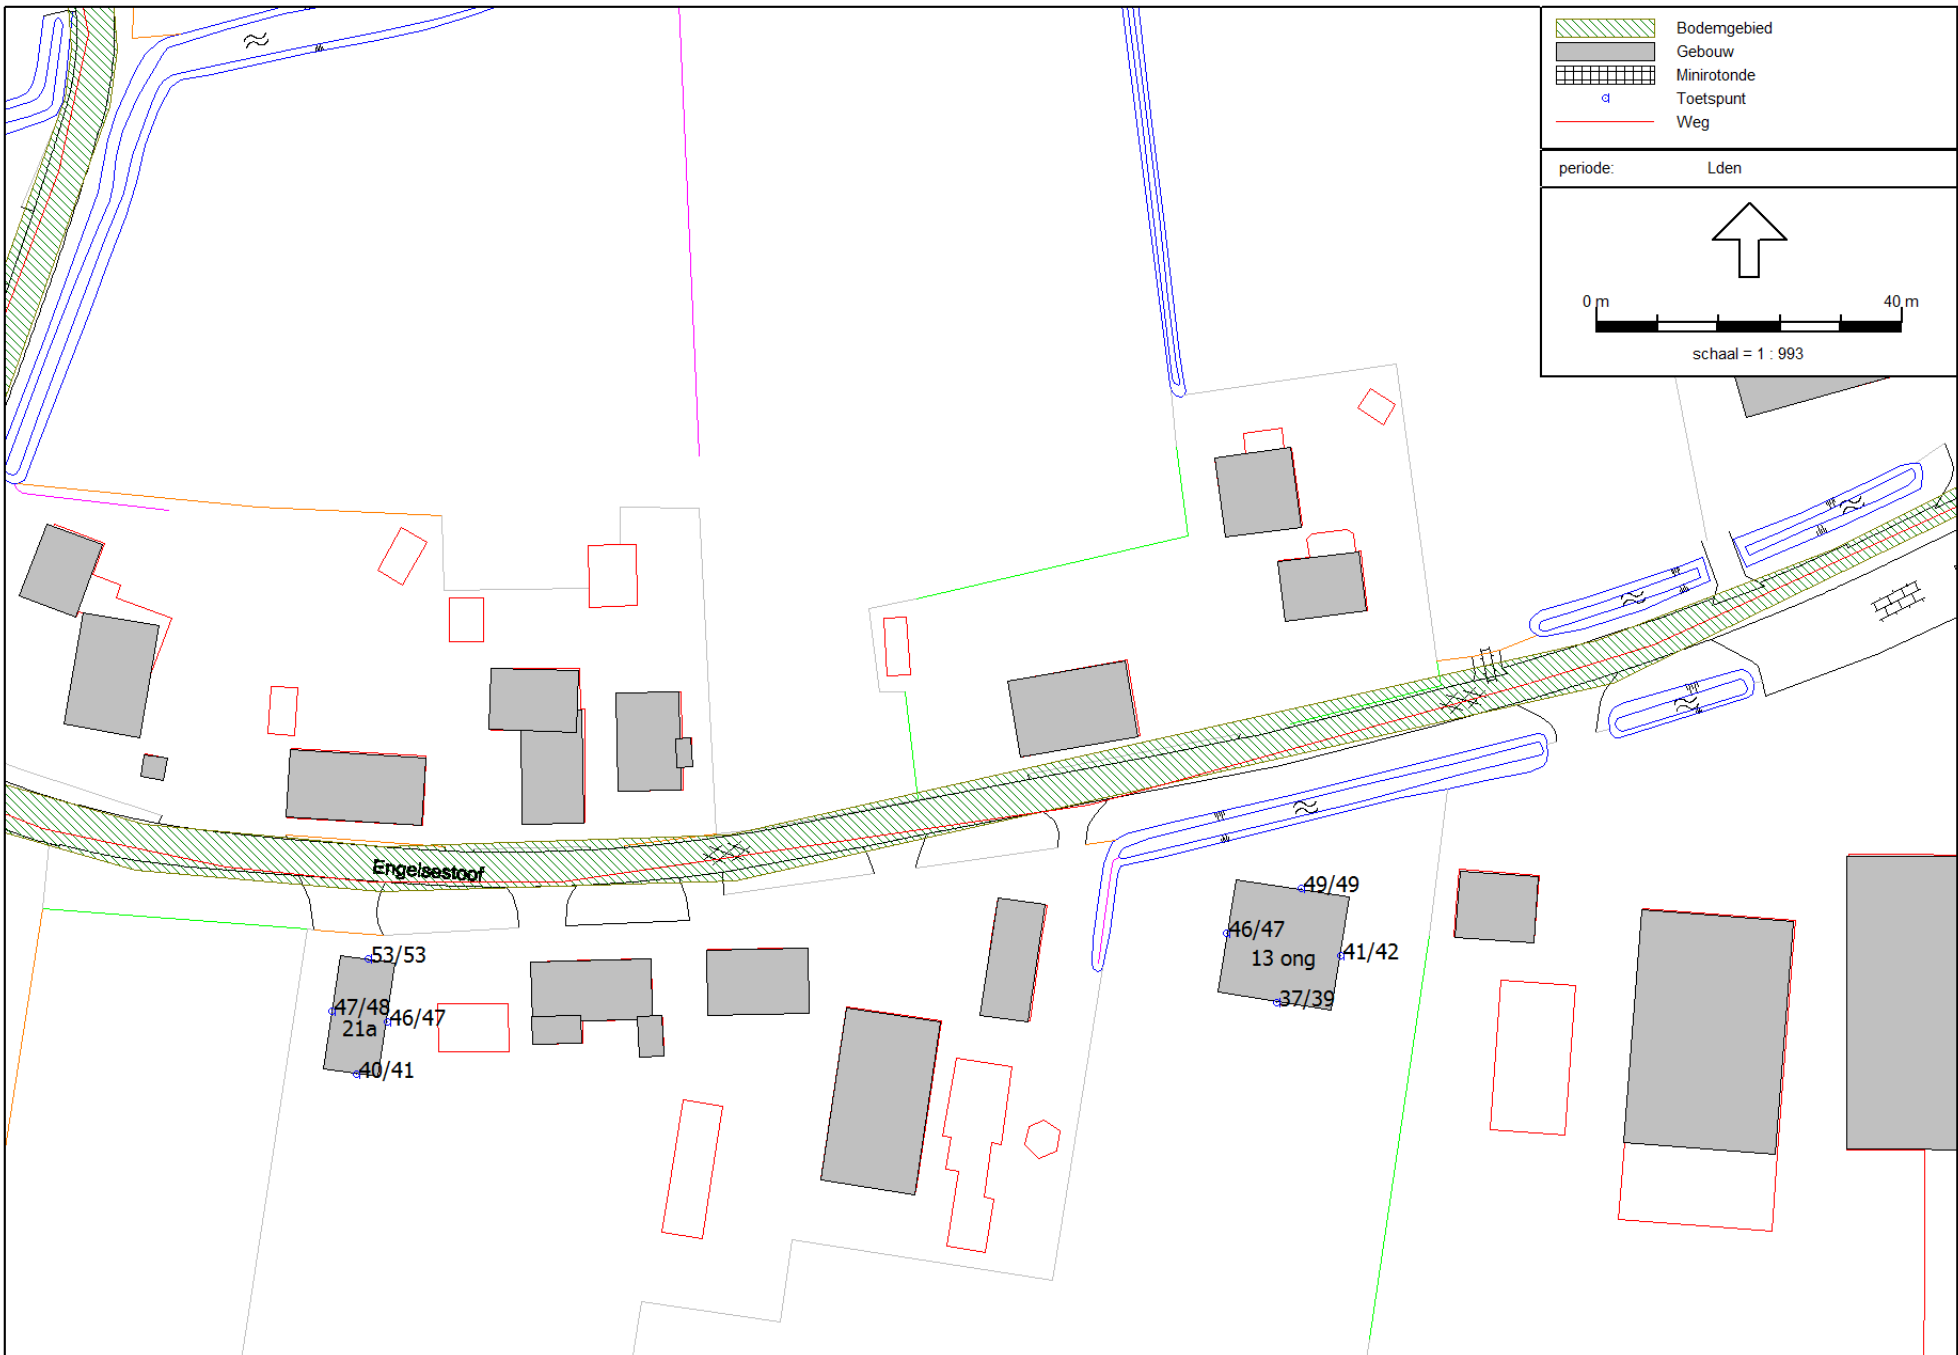 Bodemgebied
Gebouw
Minirotonde
Toetspunt
Weg
periode: Lden
0 m 40 m
schaal = 1 : 993
Engelsestoof
49/49
46/47
41/42
13 ong
37/39
53/53
47/48
46/47
21a
40/41